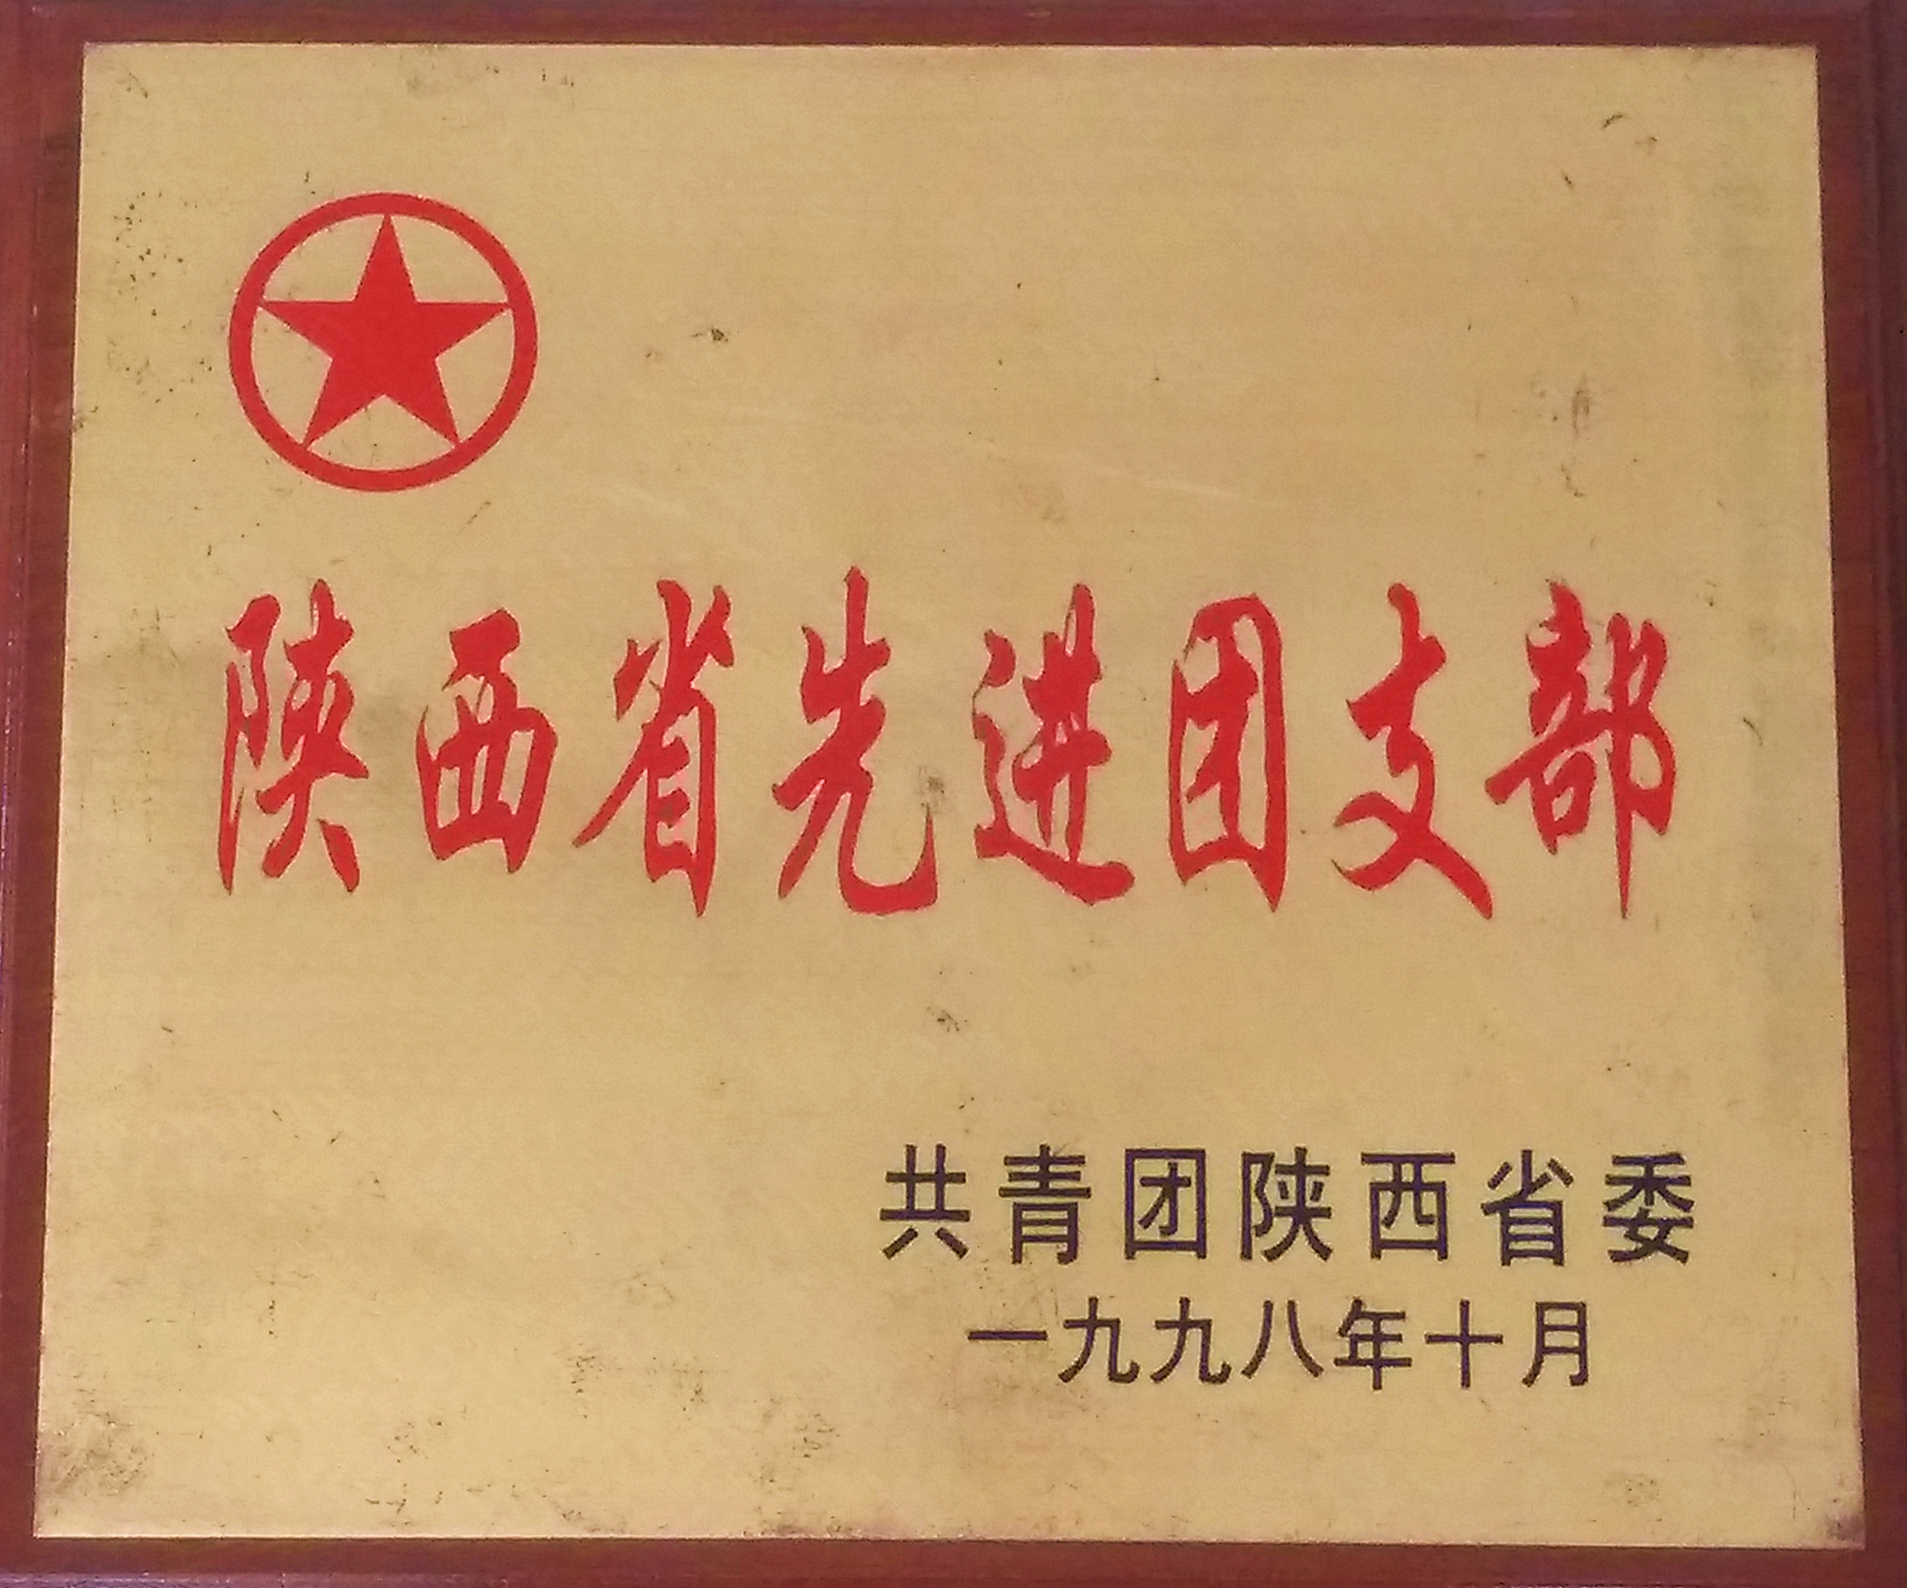 陕西省先进团支部
共青团陕西省委
一九九八年十月